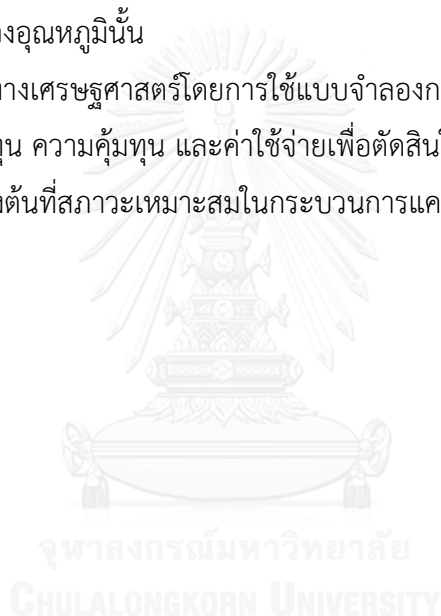 งอุณหภูมินั้น
ทางเศรษฐศาสตร์โดยการใช้แบบจำลองก
ทุน ความคุ้มทุน และค่าใช้จ่ายเพื่อตัดสินใ
งต้นที่สภาวะเหมาะสมในกระบวนการแค
จุฬาลงกรณ์มหาวิทยาลัย
CHULALONGKORN UNIVERSITY